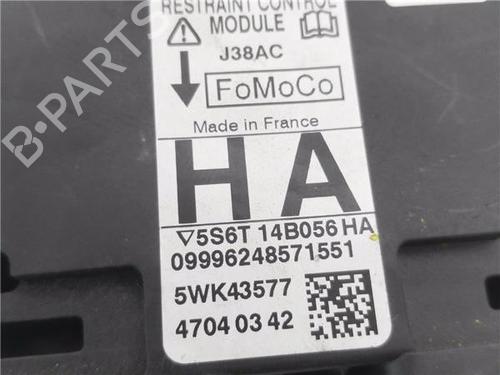 RESTRAINT CONTROL
MODULE
J38AC
FoMoCo
Made in France
HA
5S6T 14B056 HA
09996248571551
5WK43577
4704 03 42
B-PARTS